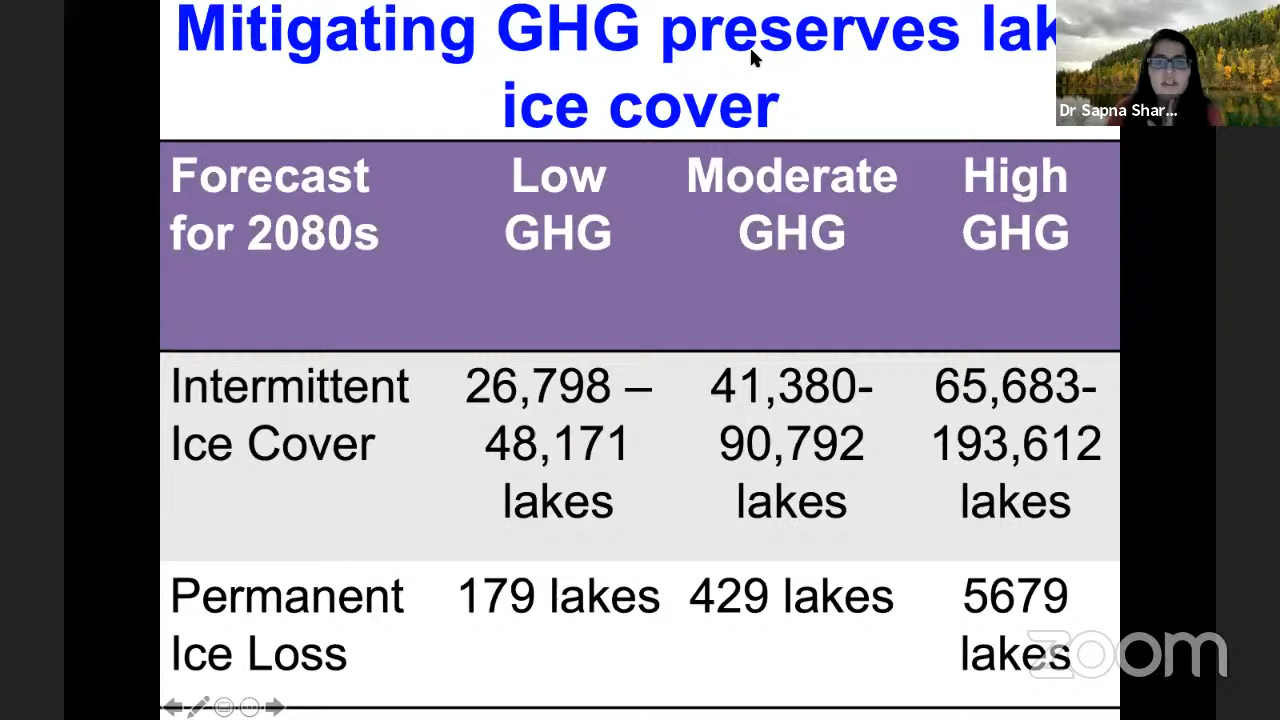 Mitigating GHG preserves lak
ice cover
Dr Sapna Shar...
Forecast for 2080s
Low GHG
Moderate GHG
High GHG
Intermittent Ice Cover
26,798 – 48,171 lakes
41,380-90,792 lakes
65,683-193,612 lakes
Permanent Ice Loss
179 lakes
429 lakes
5679 lakes
zoom